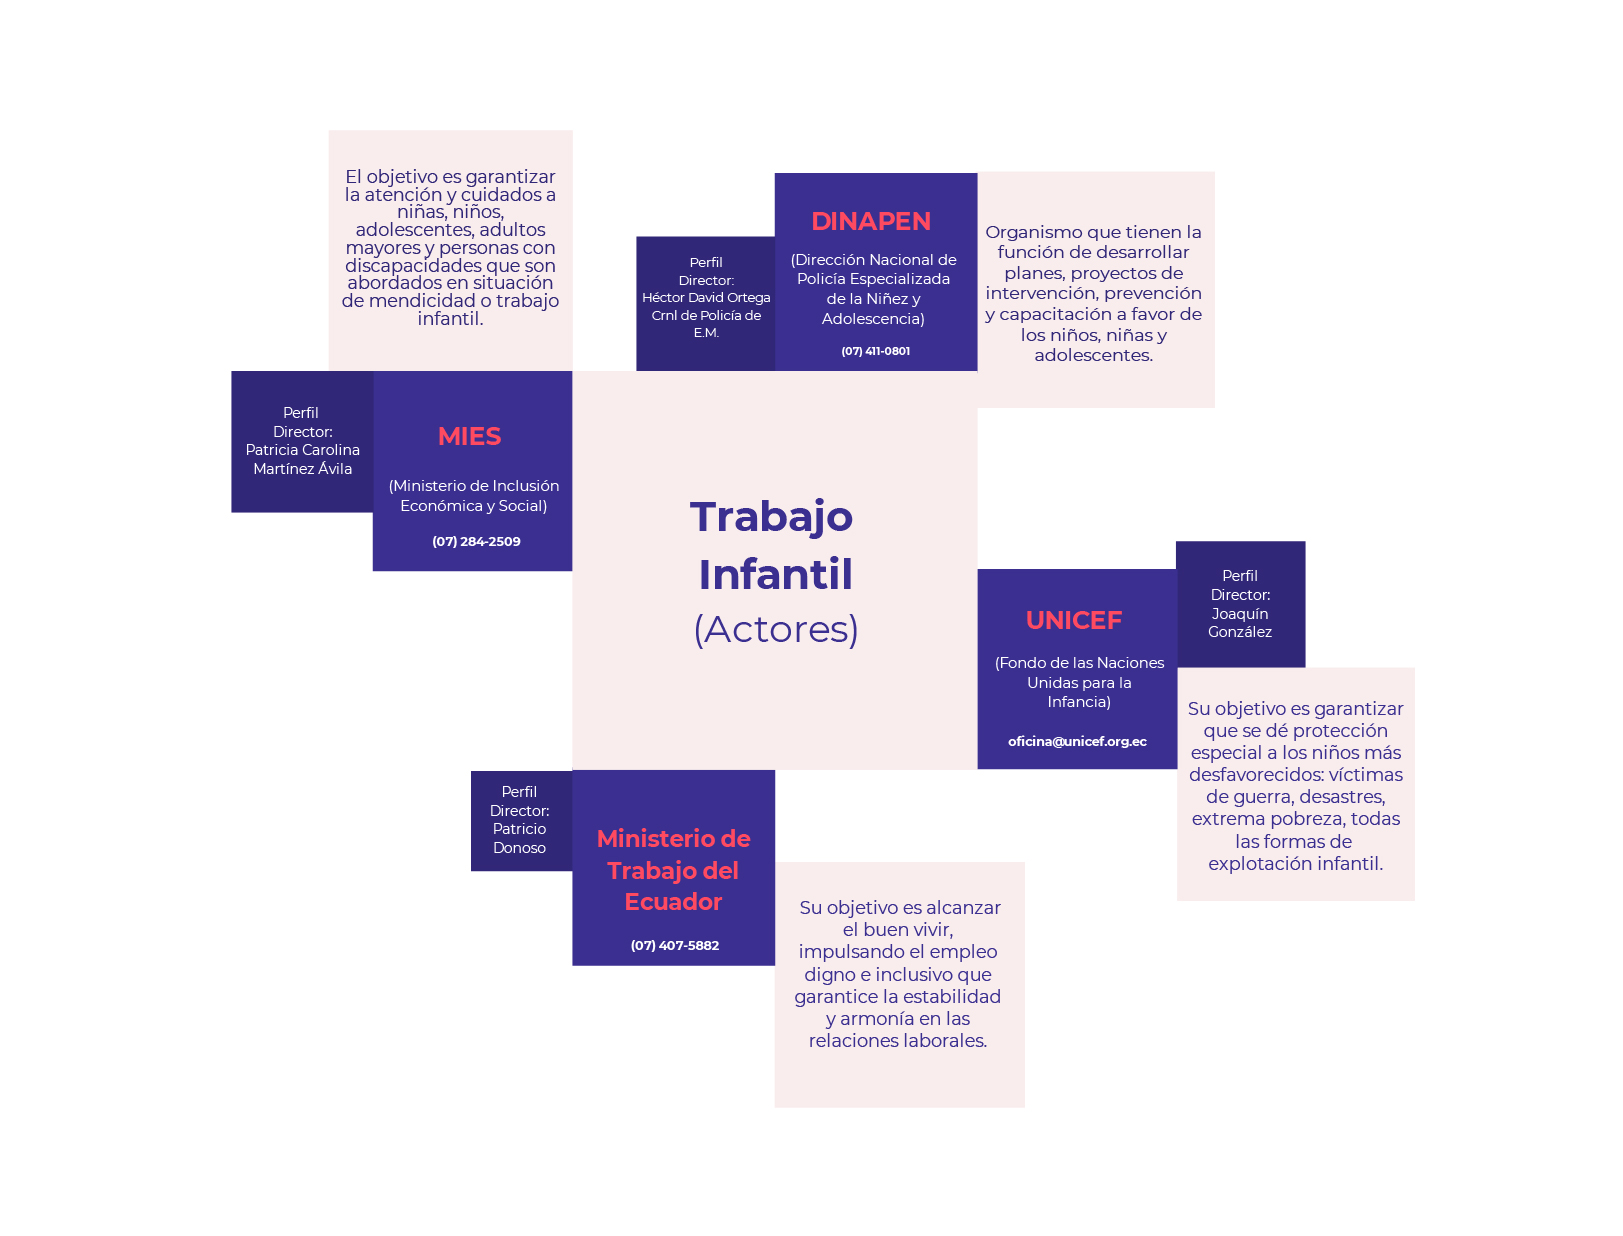 El objetivo es garantizar
la atención y cuidados a
niñas, niños,
adolescentes, adultos
mayores y personas con
discapacidades que son
abordados en situación
de mendicidad o trabajo
infantil.
Perfil
Director:
Héctor David Ortega
Crnl de Policía de
E.M.
DINAPEN
(Dirección Nacional de
Policía Especializada
de la Niñez y
Adolescencia)
(07) 411-0801
Organismo que tienen la
función de desarrollar
planes, proyectos de
intervención, prevención
y capacitación a favor de
los niños, niñas y
adolescentes.
Perfil
Director:
Patricia Carolina
Martínez Ávila
MIES
(Ministerio de Inclusión
Económica y Social)
(07) 284-2509
Trabajo
Infantil
(Actores)
UNICEF
(Fondo de las Naciones
Unidas para la
Infancia)
oficina@unicef.org.ec
Perfil
Director:
Joaquín
González
Su objetivo es garantizar
que se dé protección
especial a los niños más
desfavorecidos: víctimas
de guerra, desastres,
extrema pobreza, todas
las formas de
explotación infantil.
Perfil
Director:
Patricio
Donoso
Ministerio de
Trabajo del
Ecuador
(07) 407-5882
Su objetivo es alcanzar
el buen vivir,
impulsando el empleo
digno e inclusivo que
garantice la estabilidad
y armonía en las
relaciones laborales.